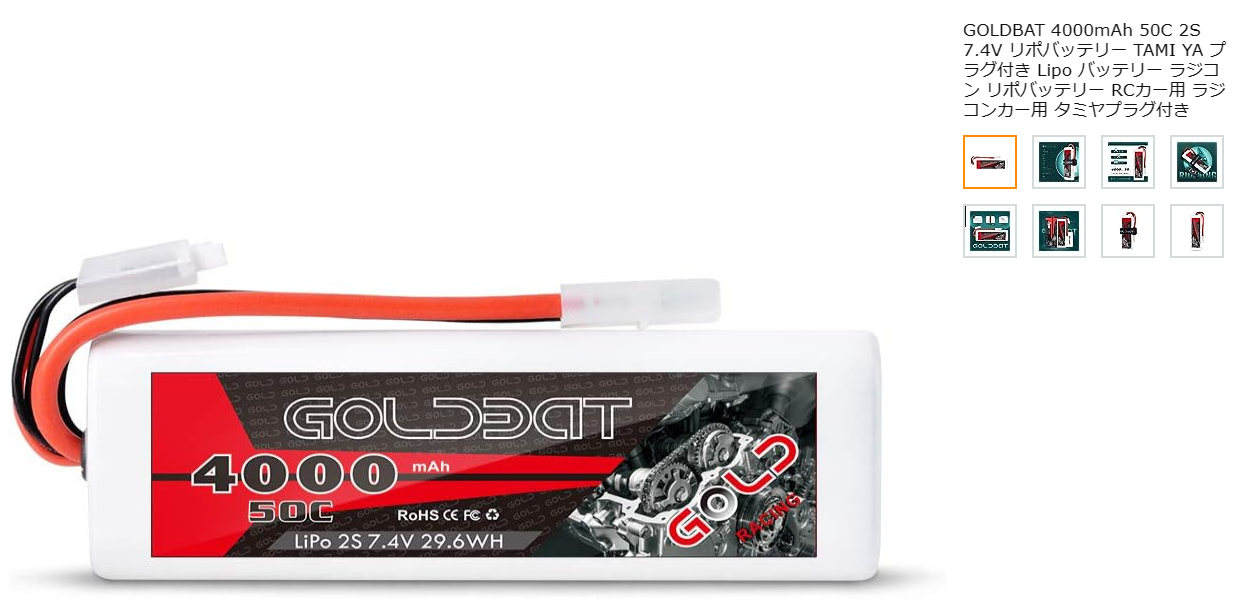 GOLDBAT 4000mAh 50C 2S
7.4V リポバッテリー TAMI YA プ
ラグ付き Lipo バッテリー ラジコ
ン リポバッテリー RCカー用 ラジ
コンカー用 タミヤプラグ付き
GOLDBAT
4000 mAh
50C
RoHS CE FC
LiPo 2S 7.4V 29.6WH
GOLD
RACING
GOLDBAT